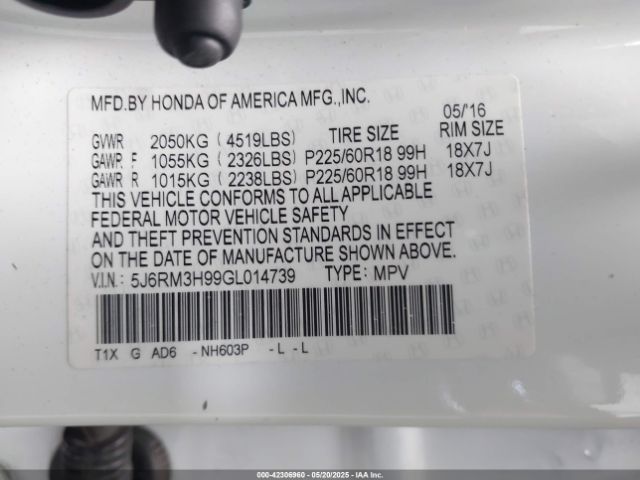 MFD.BY HONDA OF AMERICA MFG.,INC. 05/'16
GVWR 2050KG ( 4519LBS) TIRE SIZE RIM SIZE
GAWR F 1055KG ( 2326LBS) P225/60R18 99H 18X7J
GAWR R 1015KG ( 2238LBS) P225/60R18 99H 18X7J
THIS VEHICLE CONFORMS TO ALL APPLICABLE
FEDERAL MOTOR VEHICLE SAFETY
AND THEFT PREVENTION STANDARDS IN EFFECT
ON THE DATE OF MANUFACTURE SHOWN ABOVE.
V.I.N.: 5J6RM3H99GL014739 TYPE: MPV
T1X G AD6 -NH603P -L -L
000-42306960 - 05/20/2025 - IAA Inc.